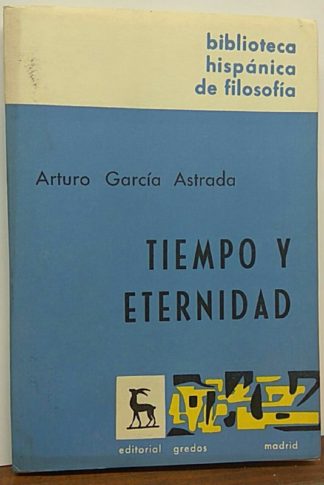 biblioteca
hispánica
de filosofía
Arturo García Astrada
TIEMPO Y
ETERNIDAD
editorial gredos madrid